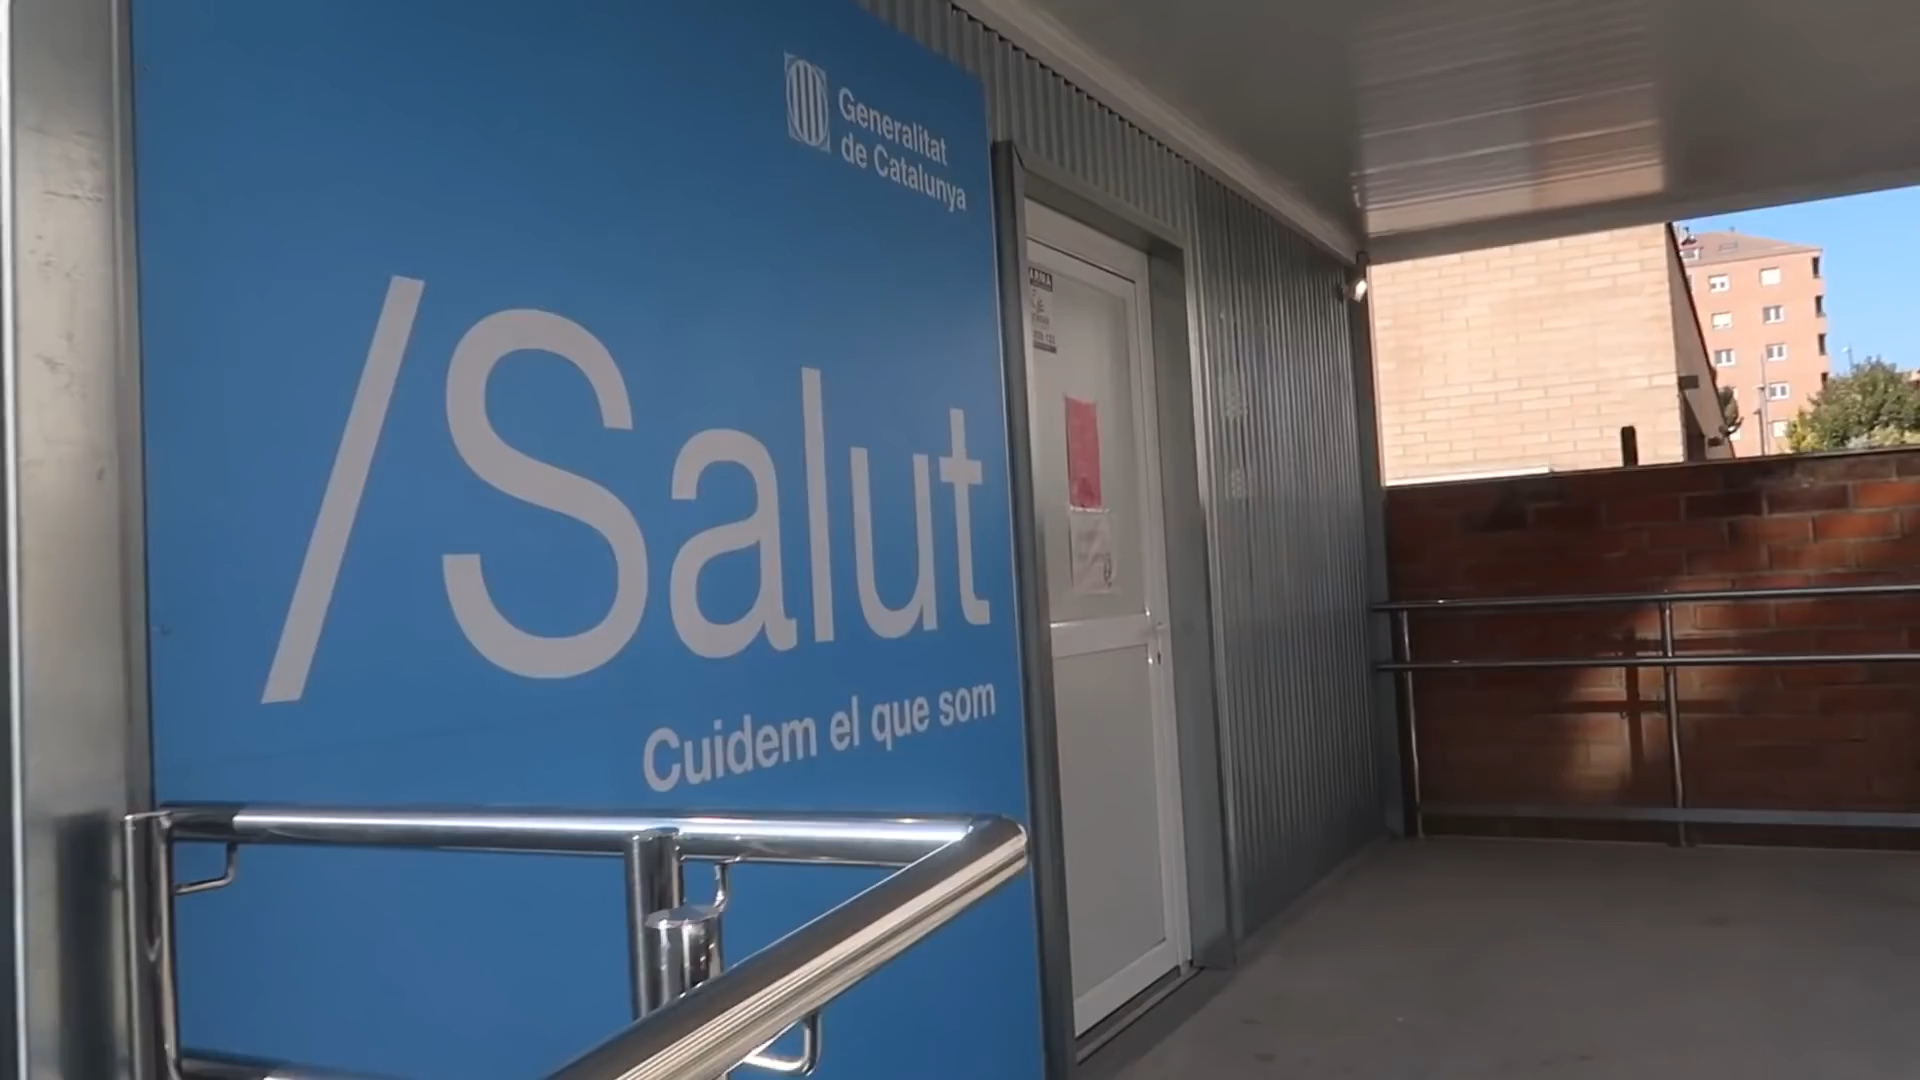 Generalitat
de Catalunya
/Salut
Cuidem el que som